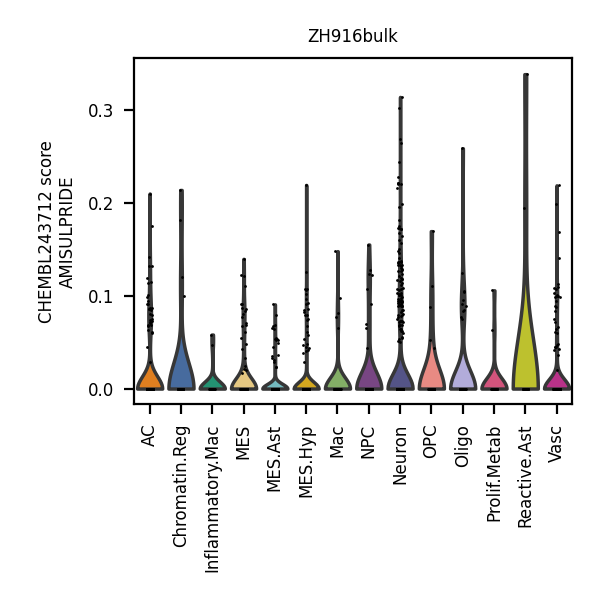 ZH916bulk
CHEMBL243712 score
AMISULPRIDE
0.3
0.2
0.1
0.0
AC
Chromatin.Reg
Inflammatory.Mac
MES
MES.Ast
MES.Hyp
Mac
NPC
Neuron
OPC
Oligo
Prolif.Metab
Reactive.Ast
Vasc